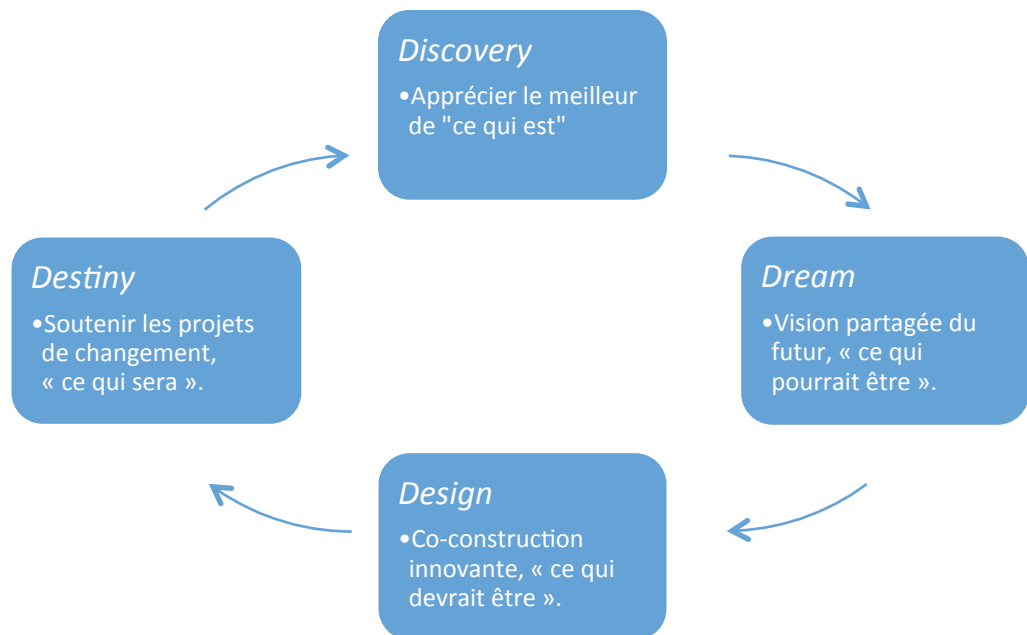 Discovery
•Apprécier le meilleur
de "ce qui est"
Dream
•Vision partagée du
futur, « ce qui
pourrait être ».
Design
•Co-construction
innovante, « ce qui
devrait être ».
Destiny
•Soutenir les projets
de changement,
« ce qui sera ».